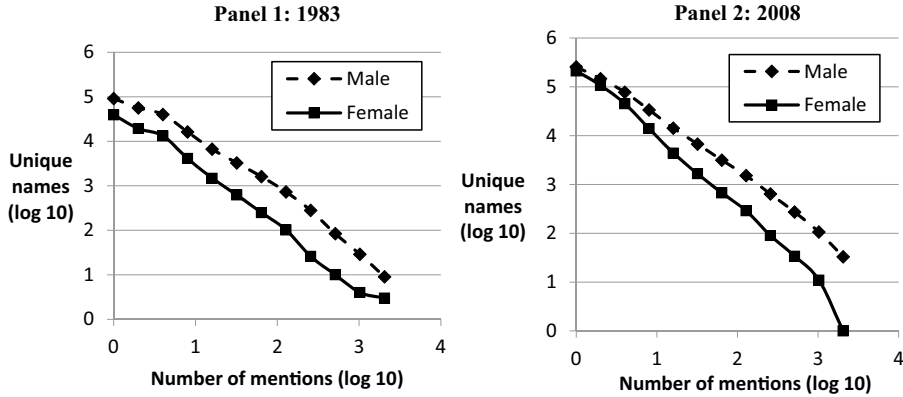 Panel 1: 1983
6
5
4
3
2
1
0
Unique
names
(log 10)
Male
Female
0 1 2 3 4
Number of mentions (log 10)
Panel 2: 2008
6
5
4
3
2
1
0
Unique
names
(log 10)
Male
Female
0 1 2 3 4
Number of mentions (log 10)